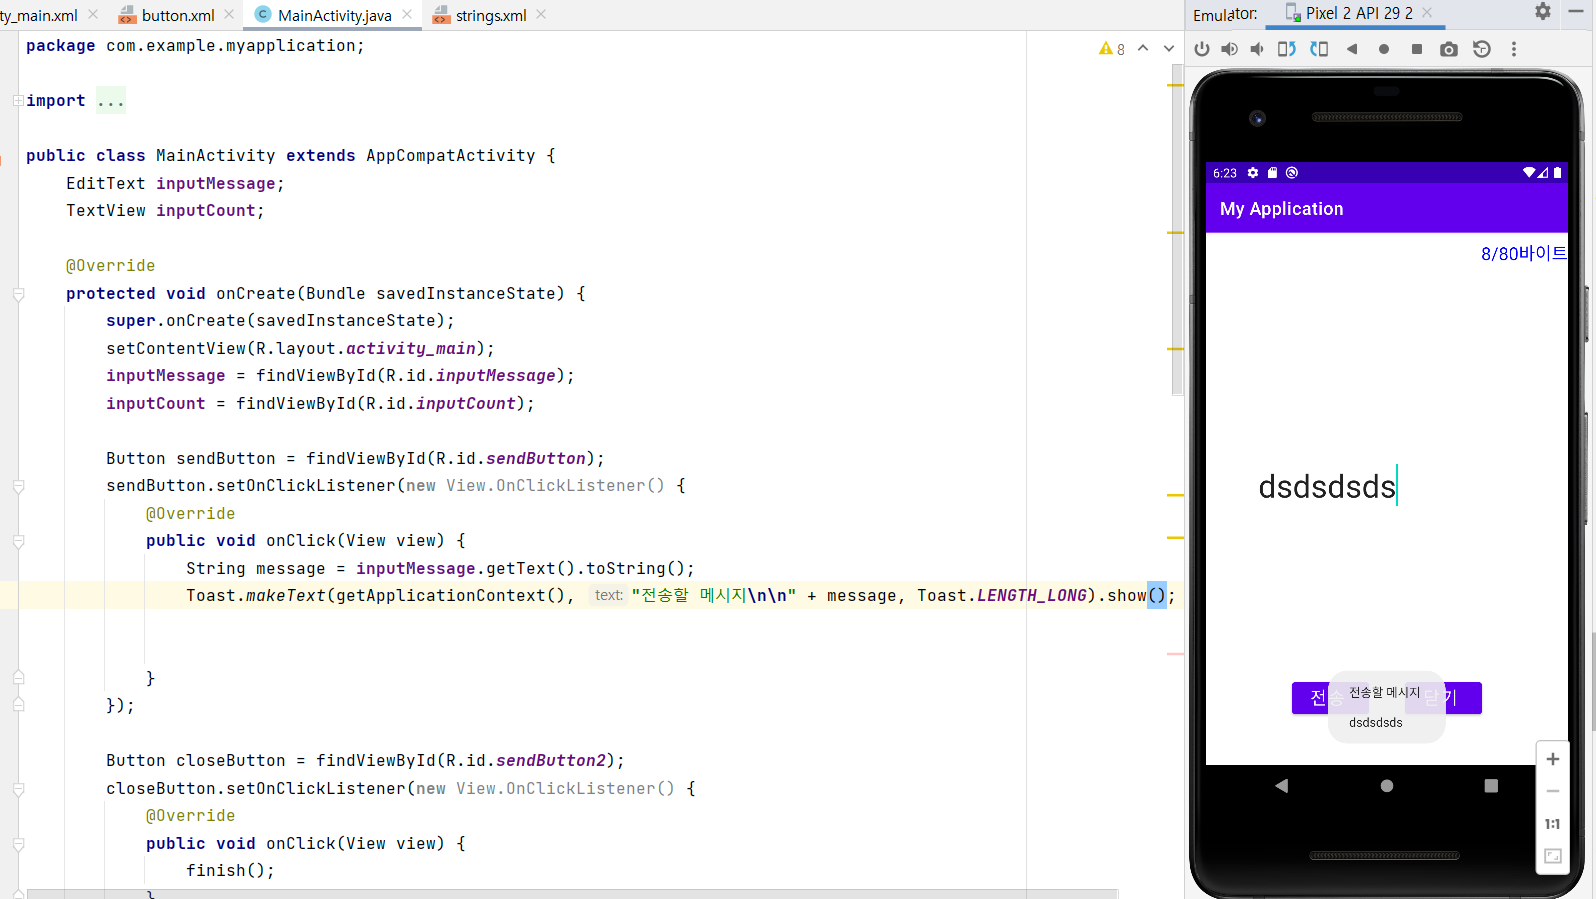 ty_main.xml button.xml MainActivity.java strings.xml
package com.example.myapplication;
8
import ...
public class MainActivity extends AppCompatActivity {
EditText inputMessage;
TextView inputCount;
@Override
protected void onCreate(Bundle savedInstanceState) {
super.onCreate(savedInstanceState);
setContentView(R.layout.activity_main);
inputMessage = findViewById(R.id.inputMessage);
inputCount = findViewById(R.id.inputCount);
Button sendButton = findViewById(R.id.sendButton);
sendButton.setOnClickListener(new View.OnClickListener() {
@Override
public void onClick(View view) {
String message = inputMessage.getText().toString();
Toast.makeText(getApplicationContext(), text: "전송할 메시지\n\n" + message, Toast.LENGTH_LONG).show();
}
});
Button closeButton = findViewById(R.id.sendButton2);
closeButton.setOnClickListener(new View.OnClickListener() {
@Override
public void onClick(View view) {
finish();
}
Emulator: Pixel 2 API 29 2
6:23
My Application
8/80바이트
dsdsdsds
전송 닫기
전송할 메시지
dsdsdsds
1:1